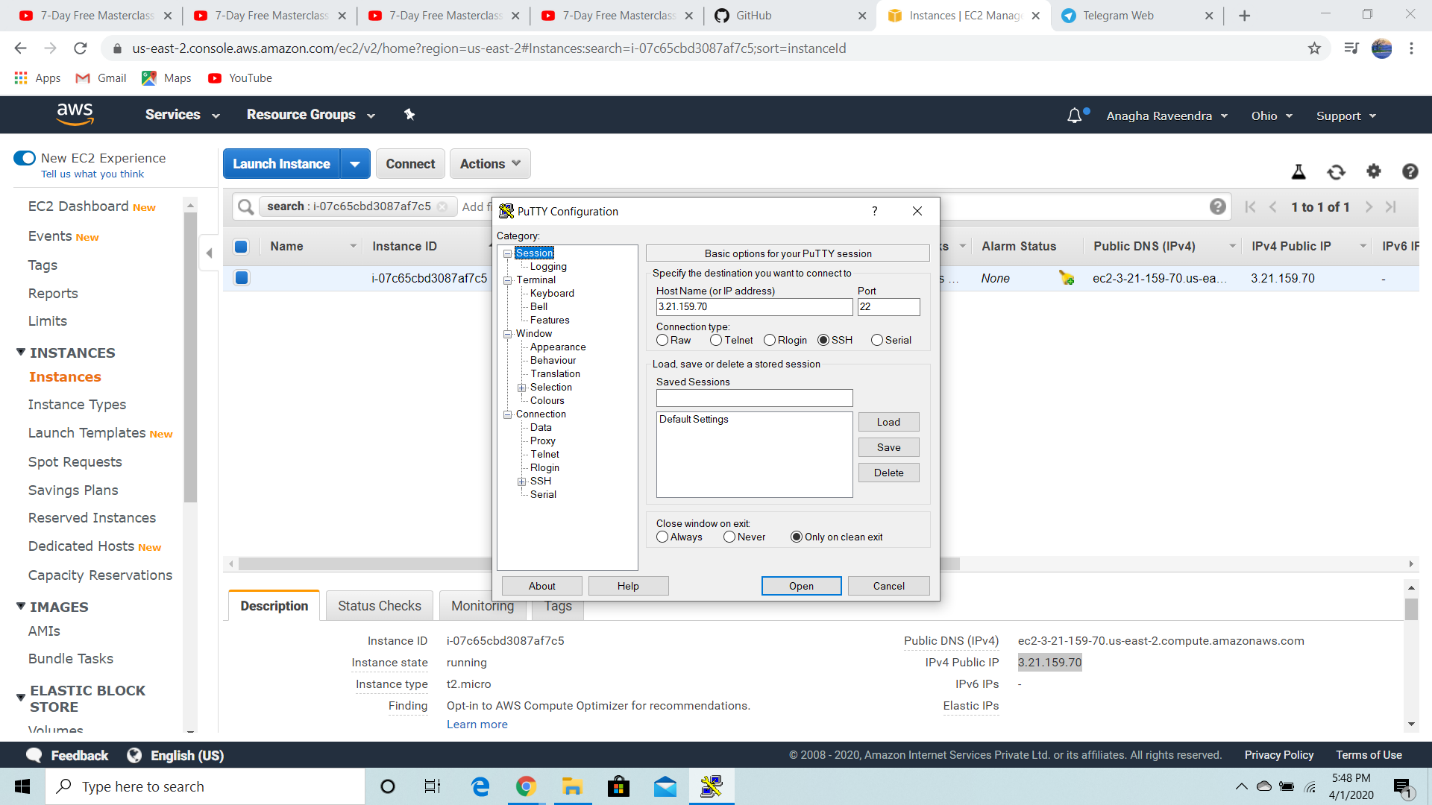 7-Day Free Masterclass
7-Day Free Masterclass
7-Day Free Masterclass
7-Day Free Masterclass
GitHub
Instances | EC2 Manage
Telegram Web
us-east-2.console.aws.amazon.com/ec2/v2/home?region=us-east-2#Instances:search=i-07c65cbd3087af7c5;sort=instanceId
Apps Gmail Maps YouTube
aws Services Resource Groups Anagha Raveendra Ohio Support
New EC2 Experience
Tell us what you think
EC2 Dashboard New
Events New
Tags
Reports
Limits
INSTANCES
Instances
Instance Types
Launch Templates New
Spot Requests
Savings Plans
Reserved Instances
Dedicated Hosts New
Capacity Reservations
IMAGES
AMIs
Bundle Tasks
ELASTIC BLOCK
STORE
Volumes
Launch Instance Connect Actions
search : i-07c65cbd3087af7c5 Add f
1 to 1 of 1
Name Instance ID ks Alarm Status Public DNS (IPv4) IPv4 Public IP IPv6 IF
i-07c65cbd3087af7c5 s ... None ec2-3-21-159-70.us-ea... 3.21.159.70 -
PuTTY Configuration
?
Category:
Session
Logging
Terminal
Keyboard
Bell
Features
Window
Appearance
Behaviour
Translation
Selection
Colours
Connection
Data
Proxy
Telnet
Rlogin
SSH
Serial
Basic options for your PuTTY session
Specify the destination you want to connect to
Host Name (or IP address) Port
3.21.159.70 22
Connection type:
Raw Telnet Rlogin SSH Serial
Load, save or delete a stored session
Saved Sessions
Default Settings
Load
Save
Delete
Close window on exit:
Always Never Only on clean exit
About Help Open Cancel
Description Status Checks Monitoring Tags
Instance ID i-07c65cbd3087af7c5
Instance state running
Instance type t2.micro
Finding Opt-in to AWS Compute Optimizer for recommendations.
Learn more
Public DNS (IPv4) ec2-3-21-159-70.us-east-2.compute.amazonaws.com
IPv4 Public IP 3.21.159.70
IPv6 IPs -
Elastic IPs
Feedback English (US) © 2008 - 2020, Amazon Internet Services Private Ltd. or its affiliates. All rights reserved. Privacy Policy Terms of Use
Type here to search
5:48 PM
4/1/2020
1